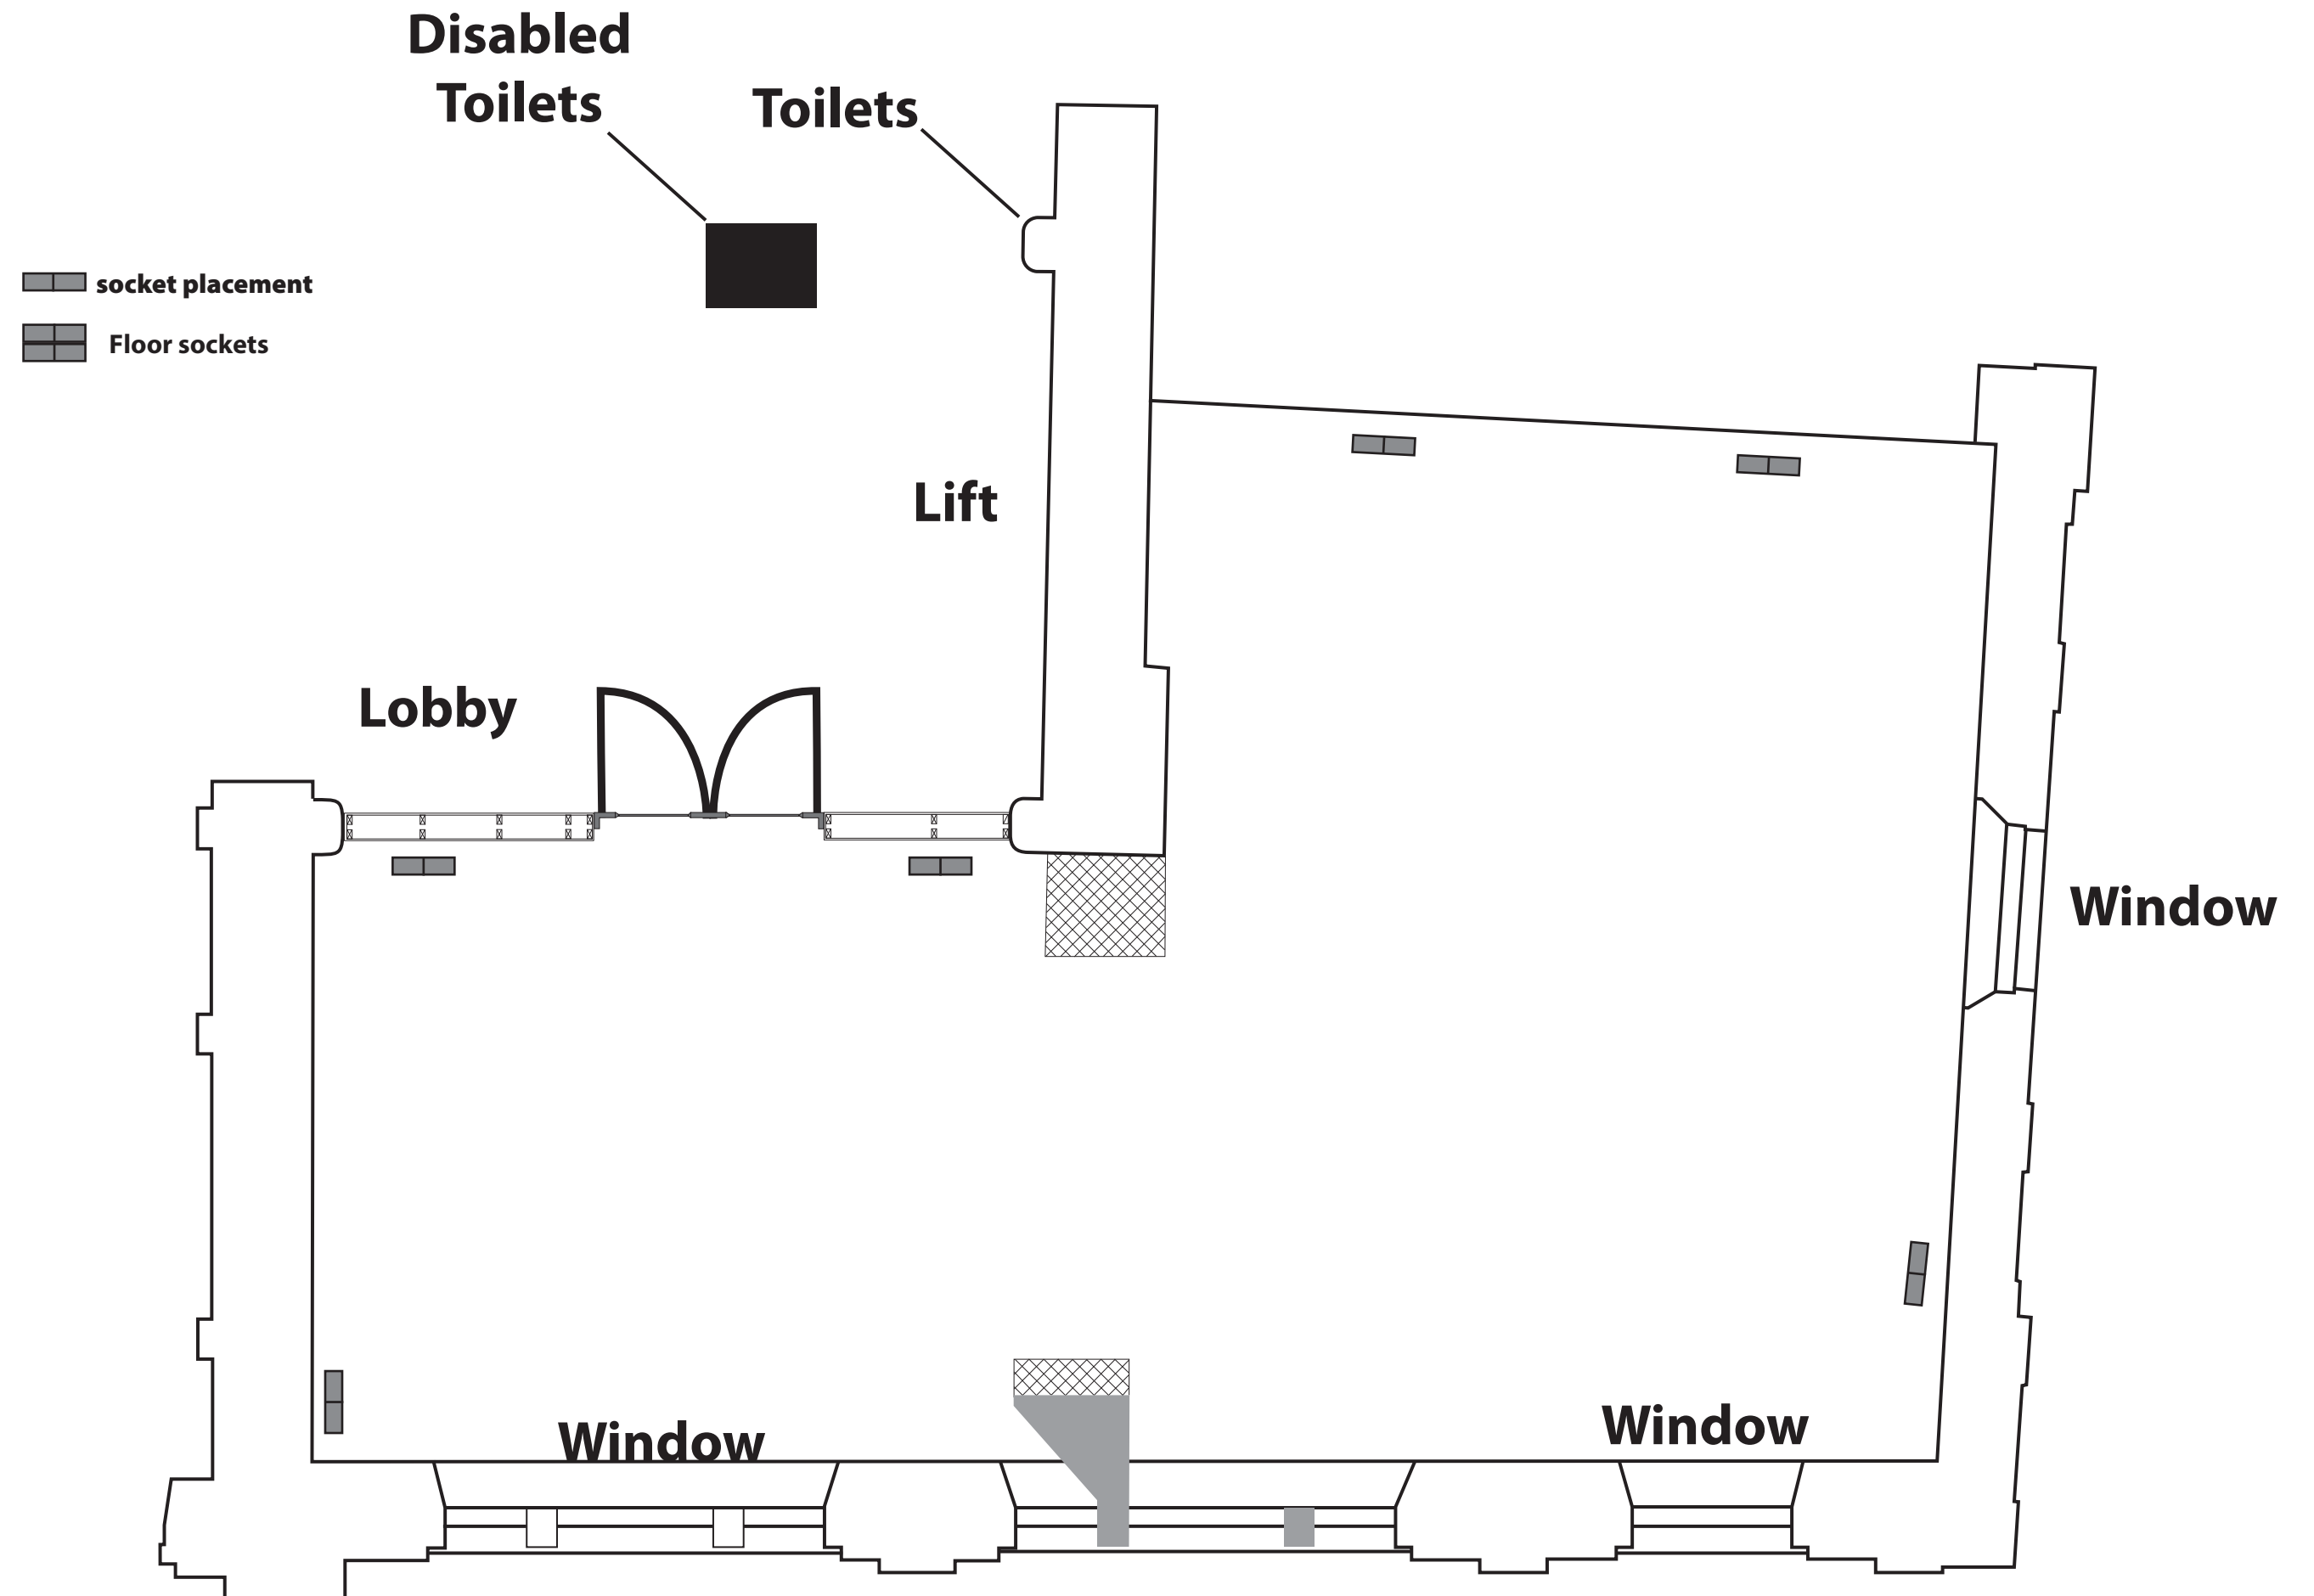 Disabled
Toilets
Toilets
socket placement
Floor sockets
Lift
Lobby
Window
Window
Window